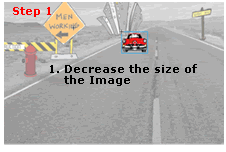 Step 1
MEN
WORKING
1. Decrease the size of
the Image